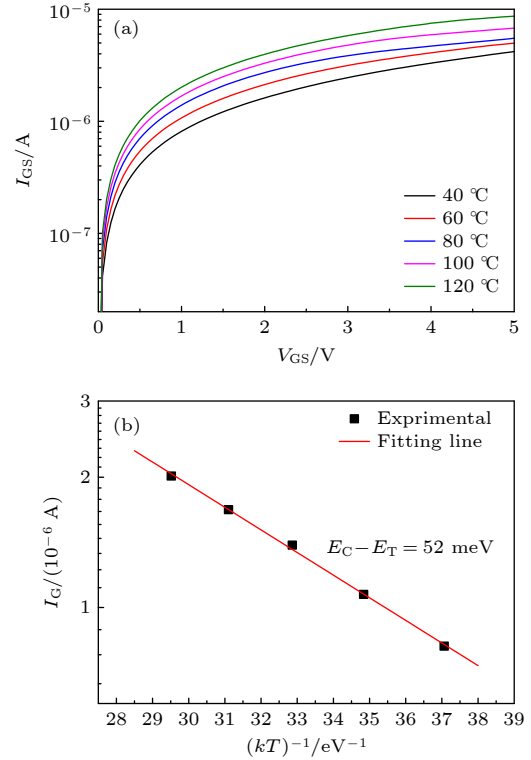 (a)
10⁻⁵
10⁻⁶
10⁻⁷
I_GS/A
40 ℃
60 ℃
80 ℃
100 ℃
120 ℃
0 1 2 3 4 5
V_GS/V
(b)
3
2
1
I_G/(10⁻⁶ A)
Exprimental
Fitting line
E_C−E_T = 52 meV
28 29 30 31 32 33 34 35 36 37 38 39
(kT)⁻¹/eV⁻¹